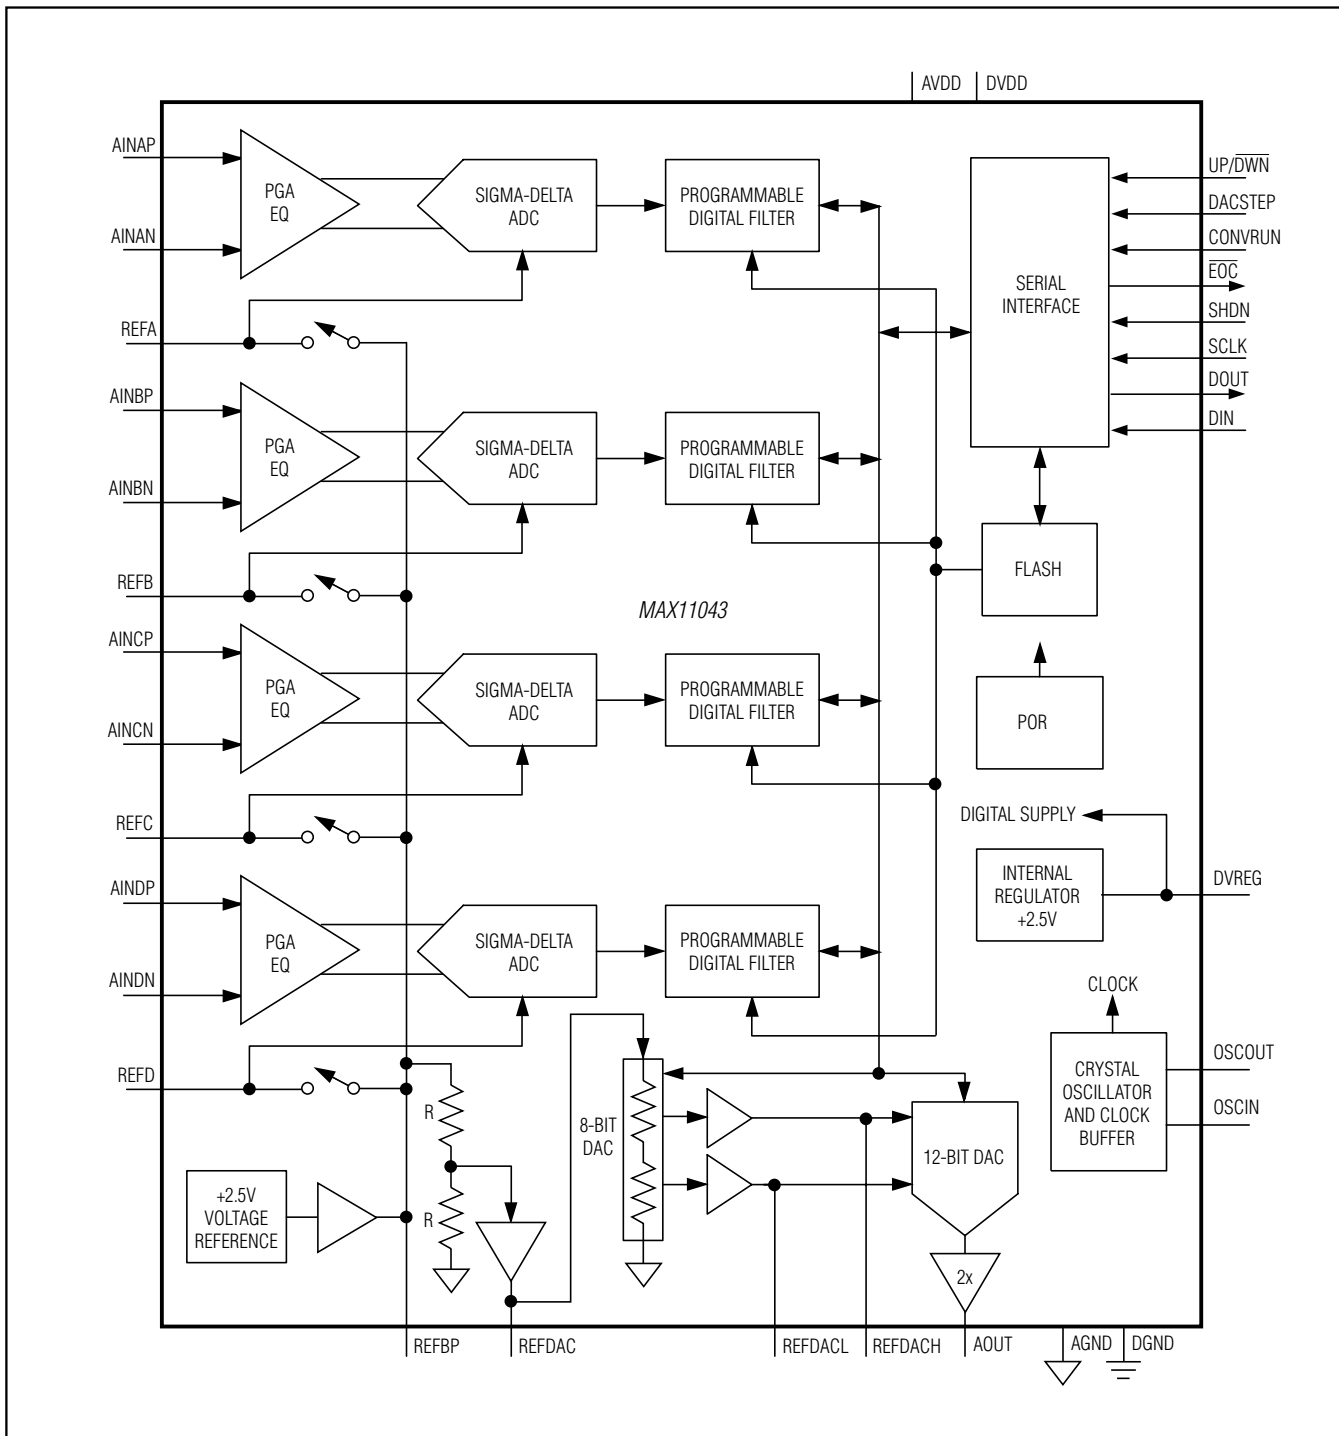 AVDD
DVDD
AINAP
PGA
EQ
SIGMA-DELTA
ADC
PROGRAMMABLE
DIGITAL FILTER
AINAN
SERIAL
INTERFACE
UP/DWN
DACSTEP
CONVRUN
EOC
SHDN
SCLK
DOUT
DIN
REFA
AINBP
PGA
EQ
SIGMA-DELTA
ADC
PROGRAMMABLE
DIGITAL FILTER
AINBN
REFB
FLASH
MAX11043
AINCP
PGA
EQ
SIGMA-DELTA
ADC
PROGRAMMABLE
DIGITAL FILTER
AINCN
POR
REFC
DIGITAL SUPPLY
INTERNAL
REGULATOR
+2.5V
DVREG
AINDP
PGA
EQ
SIGMA-DELTA
ADC
PROGRAMMABLE
DIGITAL FILTER
AINDN
CLOCK
CRYSTAL
OSCILLATOR
AND CLOCK
BUFFER
OSCOUT
OSCIN
REFD
R
R
8-BIT
DAC
12-BIT DAC
2x
+2.5V
VOLTAGE
REFERENCE
REFBP
REFDAC
REFDACL
REFDACH
AOUT
AGND
DGND